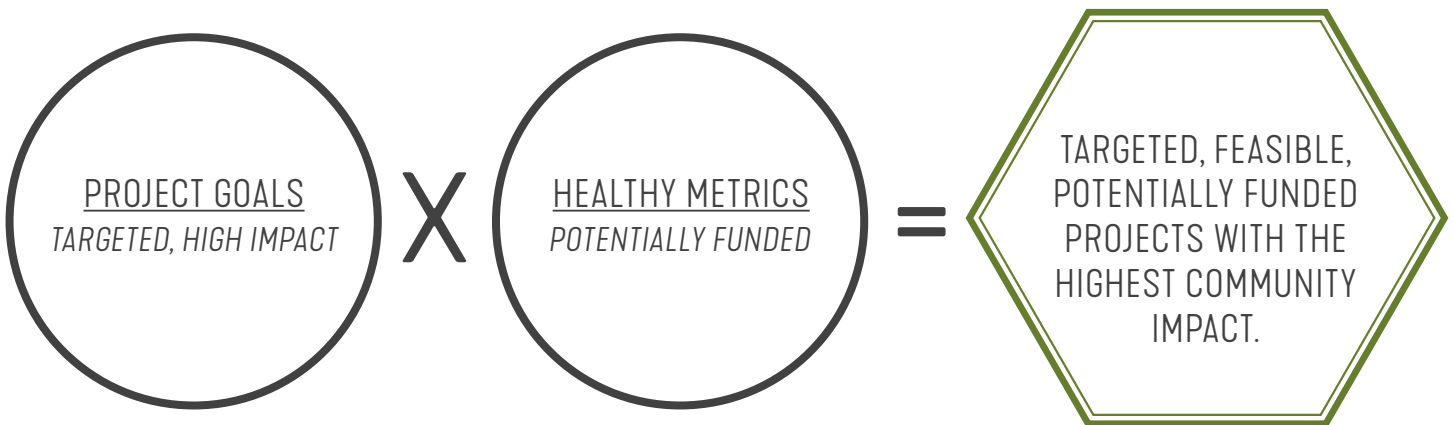 PROJECT GOALS
TARGETED, HIGH IMPACT
X
HEALTHY METRICS
POTENTIALLY FUNDED
=
TARGETED, FEASIBLE,
POTENTIALLY FUNDED
PROJECTS WITH THE
HIGHEST COMMUNITY
IMPACT.